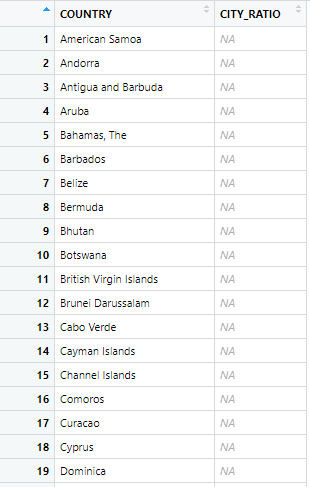 COUNTRY CITY_RATIO
1 American Samoa NA
2 Andorra NA
3 Antigua and Barbuda NA
4 Aruba NA
5 Bahamas, The NA
6 Barbados NA
7 Belize NA
8 Bermuda NA
9 Bhutan NA
10 Botswana NA
11 British Virgin Islands NA
12 Brunei Darussalam NA
13 Cabo Verde NA
14 Cayman Islands NA
15 Channel Islands NA
16 Comoros NA
17 Curacao NA
18 Cyprus NA
19 Dominica NA